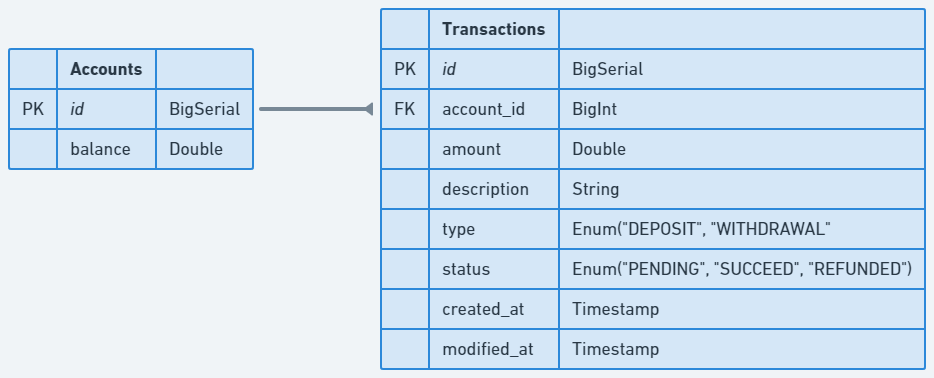 Accounts
PK id BigSerial
balance Double
Transactions
PK id BigSerial
FK account_id BigInt
amount Double
description String
type Enum("DEPOSIT", "WITHDRAWAL"
status Enum("PENDING", "SUCCEED", "REFUNDED")
created_at Timestamp
modified_at Timestamp